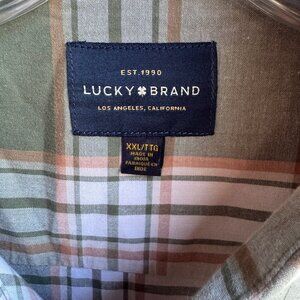 EST. 1990
LUCKY BRAND
LOS ANGELES, CALIFORNIA
XXL/TTG
MADE IN
INDIA
FABRIQUÉ EN
INDE